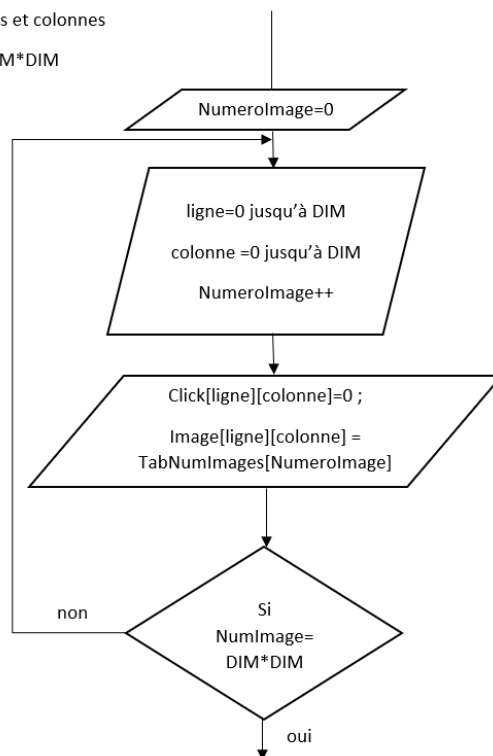 s et colonnes
M*DIM
NumeroImage=0
ligne=0 jusqu’à DIM
colonne =0 jusqu’à DIM
NumeroImage++
Click[ligne][colonne]=0 ;
Image[ligne][colonne] =
TabNumImages[NumeroImage]
Si
NumImage=
DIM*DIM
non
oui